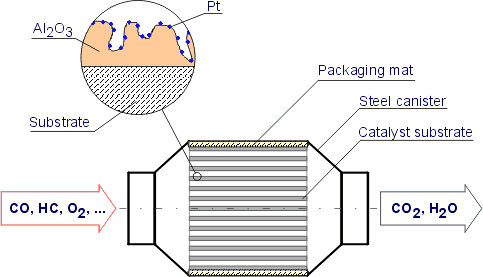 Pt
Al₂O₃
Substrate
Packaging mat
Steel canister
Catalyst substrate
CO, HC, O₂, ...
CO₂, H₂O